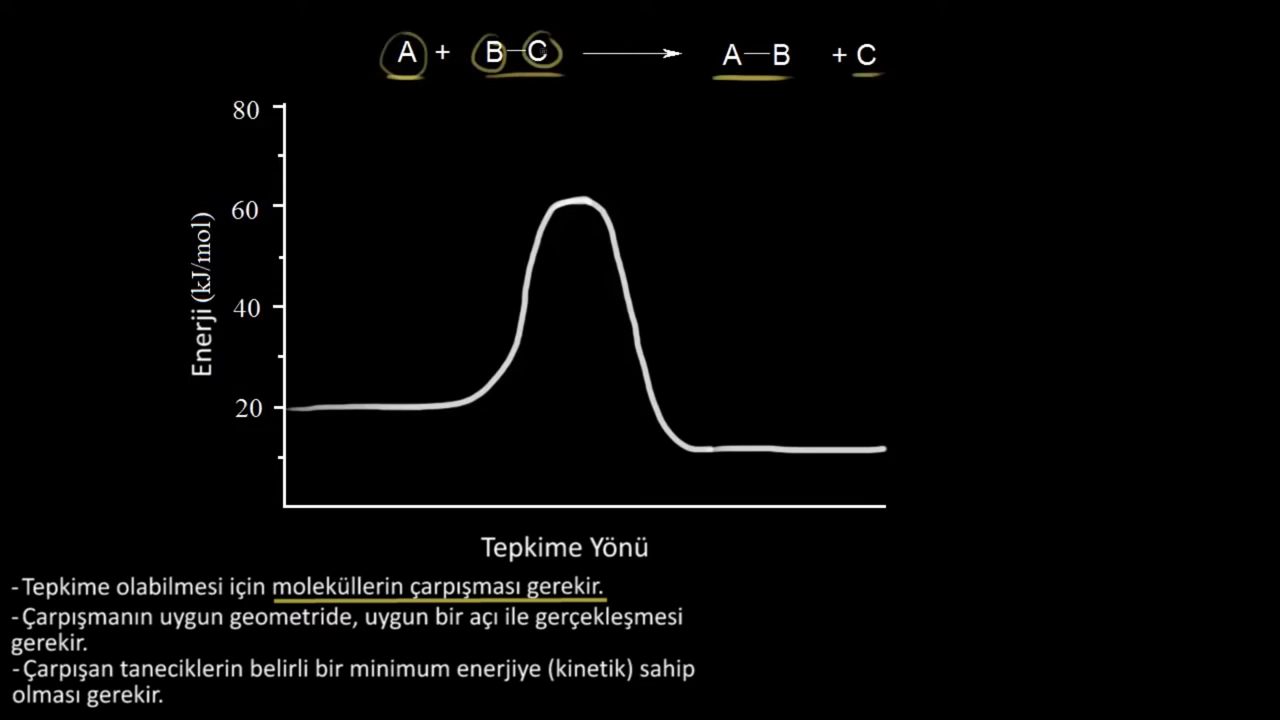 A + B—C → A—B + C
80
60
40
20
Enerji (kJ/mol)
Tepkime Yönü
- Tepkime olabilmesi için moleküllerin çarpışması gerekir.
- Çarpışmanın uygun geometride, uygun bir açı ile gerçekleşmesi
gerekir.
- Çarpışan taneciklerin belirli bir minimum enerjiye (kinetik) sahip
olması gerekir.